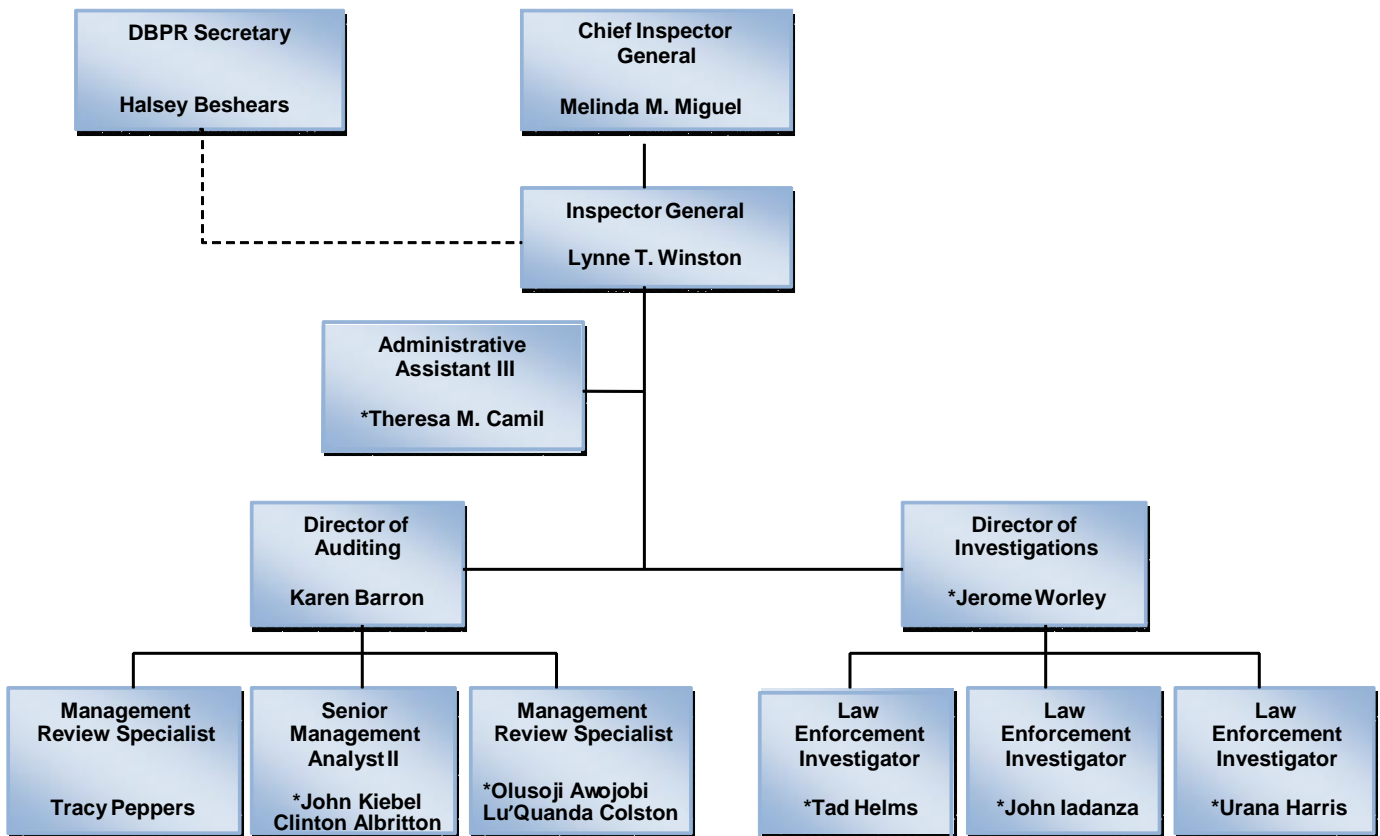 DBPR Secretary
Halsey Beshears
Chief Inspector
General
Melinda M. Miguel
Inspector General
Lynne T. Winston
Administrative
Assistant III
*Theresa M. Camil
Director of
Auditing
Karen Barron
Director of
Investigations
*Jerome Worley
Management
Review Specialist
Tracy Peppers
Senior
Management
Analyst II
*John Kiebel
Clinton Albritton
Management
Review Specialist
*Olusoji Awojobi
Lu'Quanda Colston
Law
Enforcement
Investigator
*Tad Helms
Law
Enforcement
Investigator
*John Iadanza
Law
Enforcement
Investigator
*Urana Harris